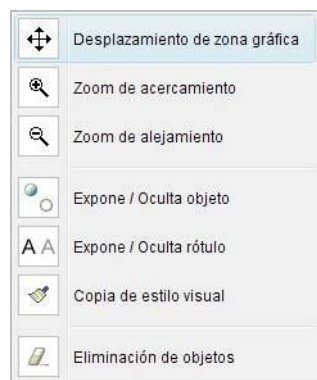 Desplazamiento de zona gráfica
Zoom de acercamiento
Zoom de alejamiento
Expone / Oculta objeto
A A Expone / Oculta rótulo
Copia de estilo visual
Eliminación de objetos